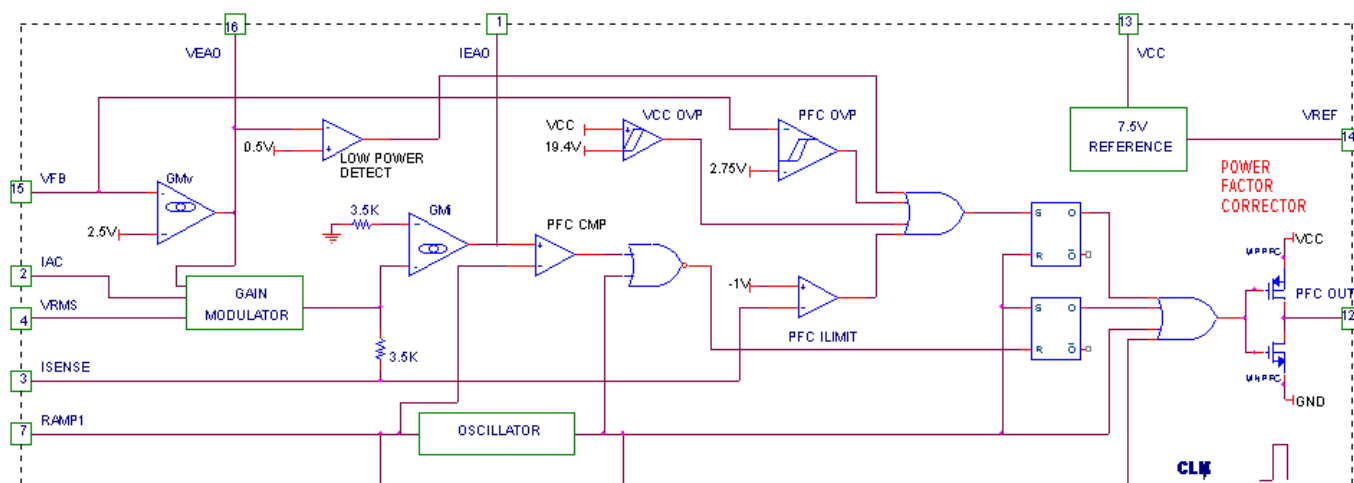 16
1
13
VEAO
IEAO
VCC
VCC OVP
PFC OVP
7.5V
REFERENCE
VREF
14
VCC
19.4V
0.5V
LOW POWER
DETECT
2.75V
POWER
FACTOR
CORRECTOR
15
VFB
GMv
2.5V
3.5K
GMi
PFC CMP
S
Q
R
Q
VCC
MPPFC
2
IAC
4
VRMS
GAIN
MODULATOR
-1V
PFC ILIMIT
S
Q
R
Q
PFC OUT
12
MNPFC
GND
3
ISENSE
3.5K
7
RAMP1
OSCILLATOR